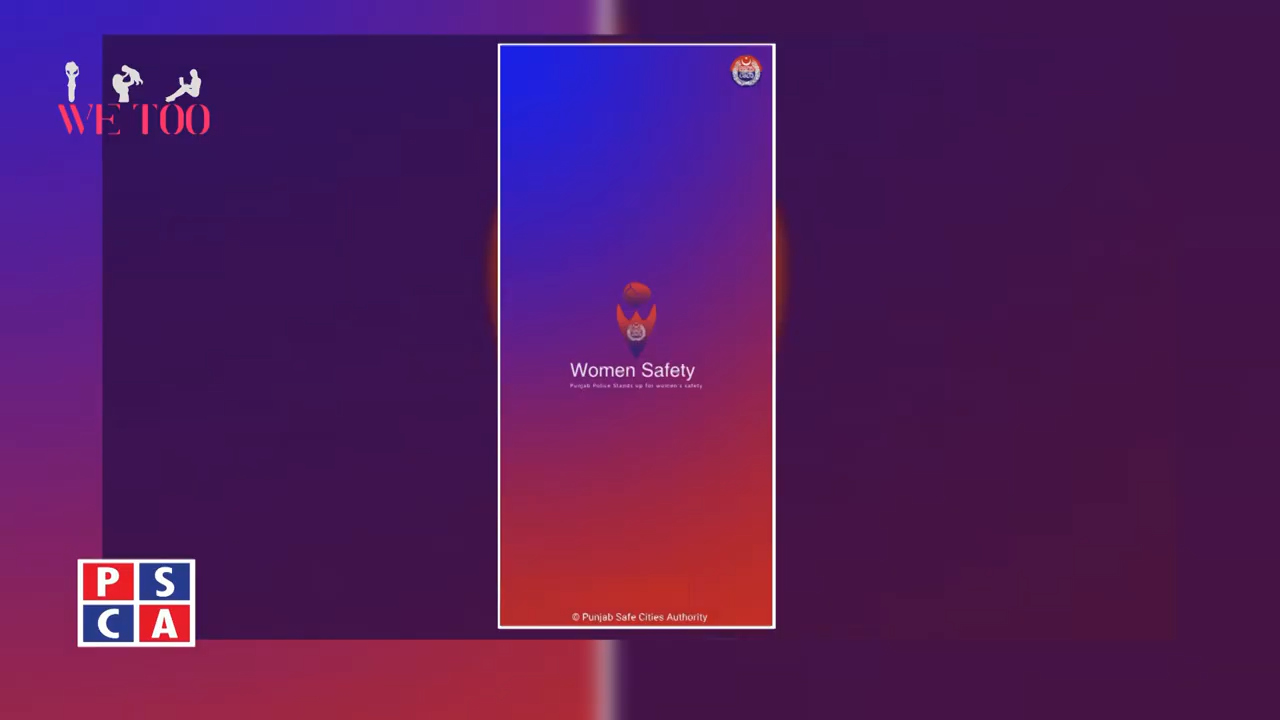 WE TOO
Women Safety
Punjab Police Stands up for women's safety
P S
C A
© Punjab Safe Cities Authority